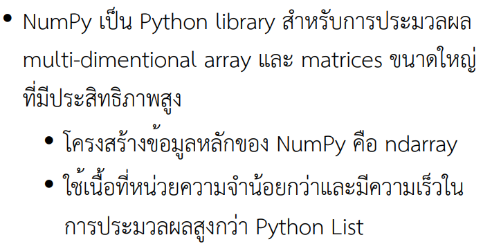 • NumPy เป็น Python library สำหรับการประมวลผล
multi-dimentional array และ matrices ขนาดใหญ่
ที่มีประสิทธิภาพสูง
• โครงสร้างข้อมูลหลักของ NumPy คือ ndarray
• ใช้เนื้อที่หน่วยความจำน้อยกว่าและมีความเร็วใน
การประมวลผลสูงกว่า Python List